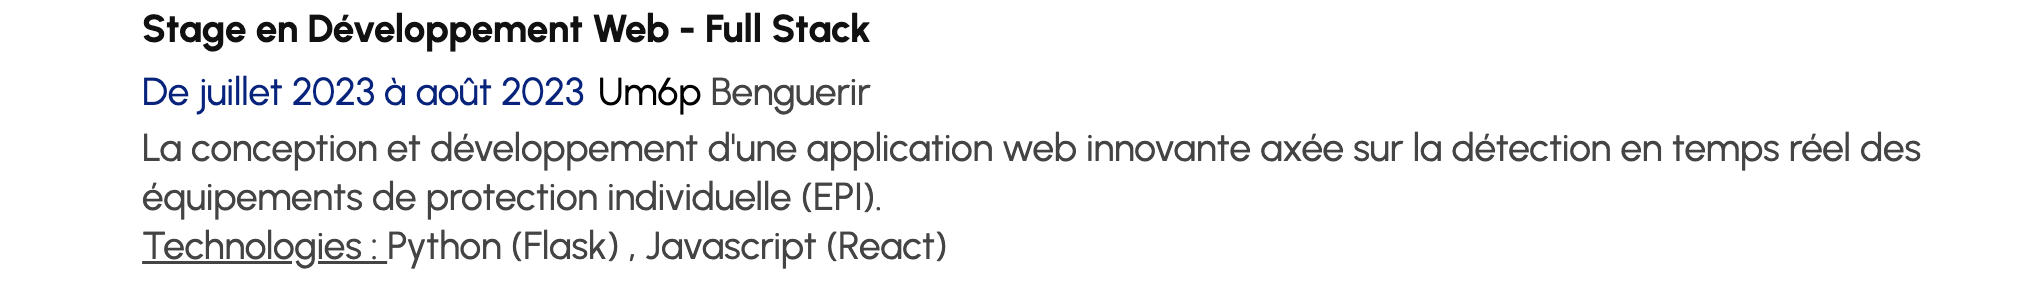 Stage en Développement Web - Full Stack
De juillet 2023 à août 2023 Um6p Benguerir
La conception et développement d'une application web innovante axée sur la détection en temps réel des
équipements de protection individuelle (EPI).
Technologies : Python (Flask) , Javascript (React)